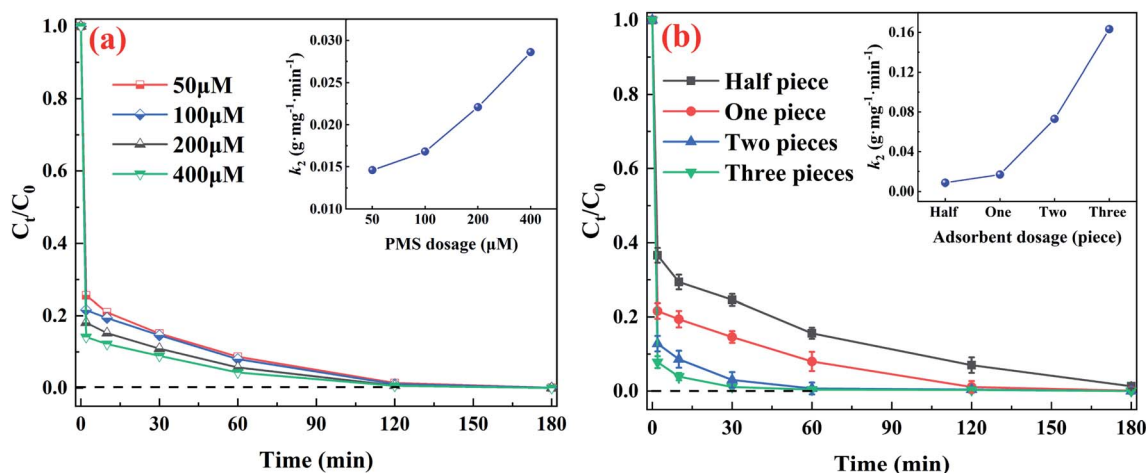 (a)
50μM
100μM
200μM
400μM
C_t/C_0
1.0
0.8
0.6
0.4
0.2
0.0
0 30 60 90 120 150 180
Time (min)
k_2 (g·mg^-1·min^-1)
0.030
0.025
0.020
0.015
0.010
50 100 200 400
PMS dosage (μM)
(b)
Half piece
One piece
Two pieces
Three pieces
C_t/C_0
1.0
0.8
0.6
0.4
0.2
0.0
0 30 60 90 120 150 180
Time (min)
k_2 (g·mg^-1·min^-1)
0.16
0.12
0.08
0.04
0.00
Half One Two Three
Adsorbent dosage (piece)